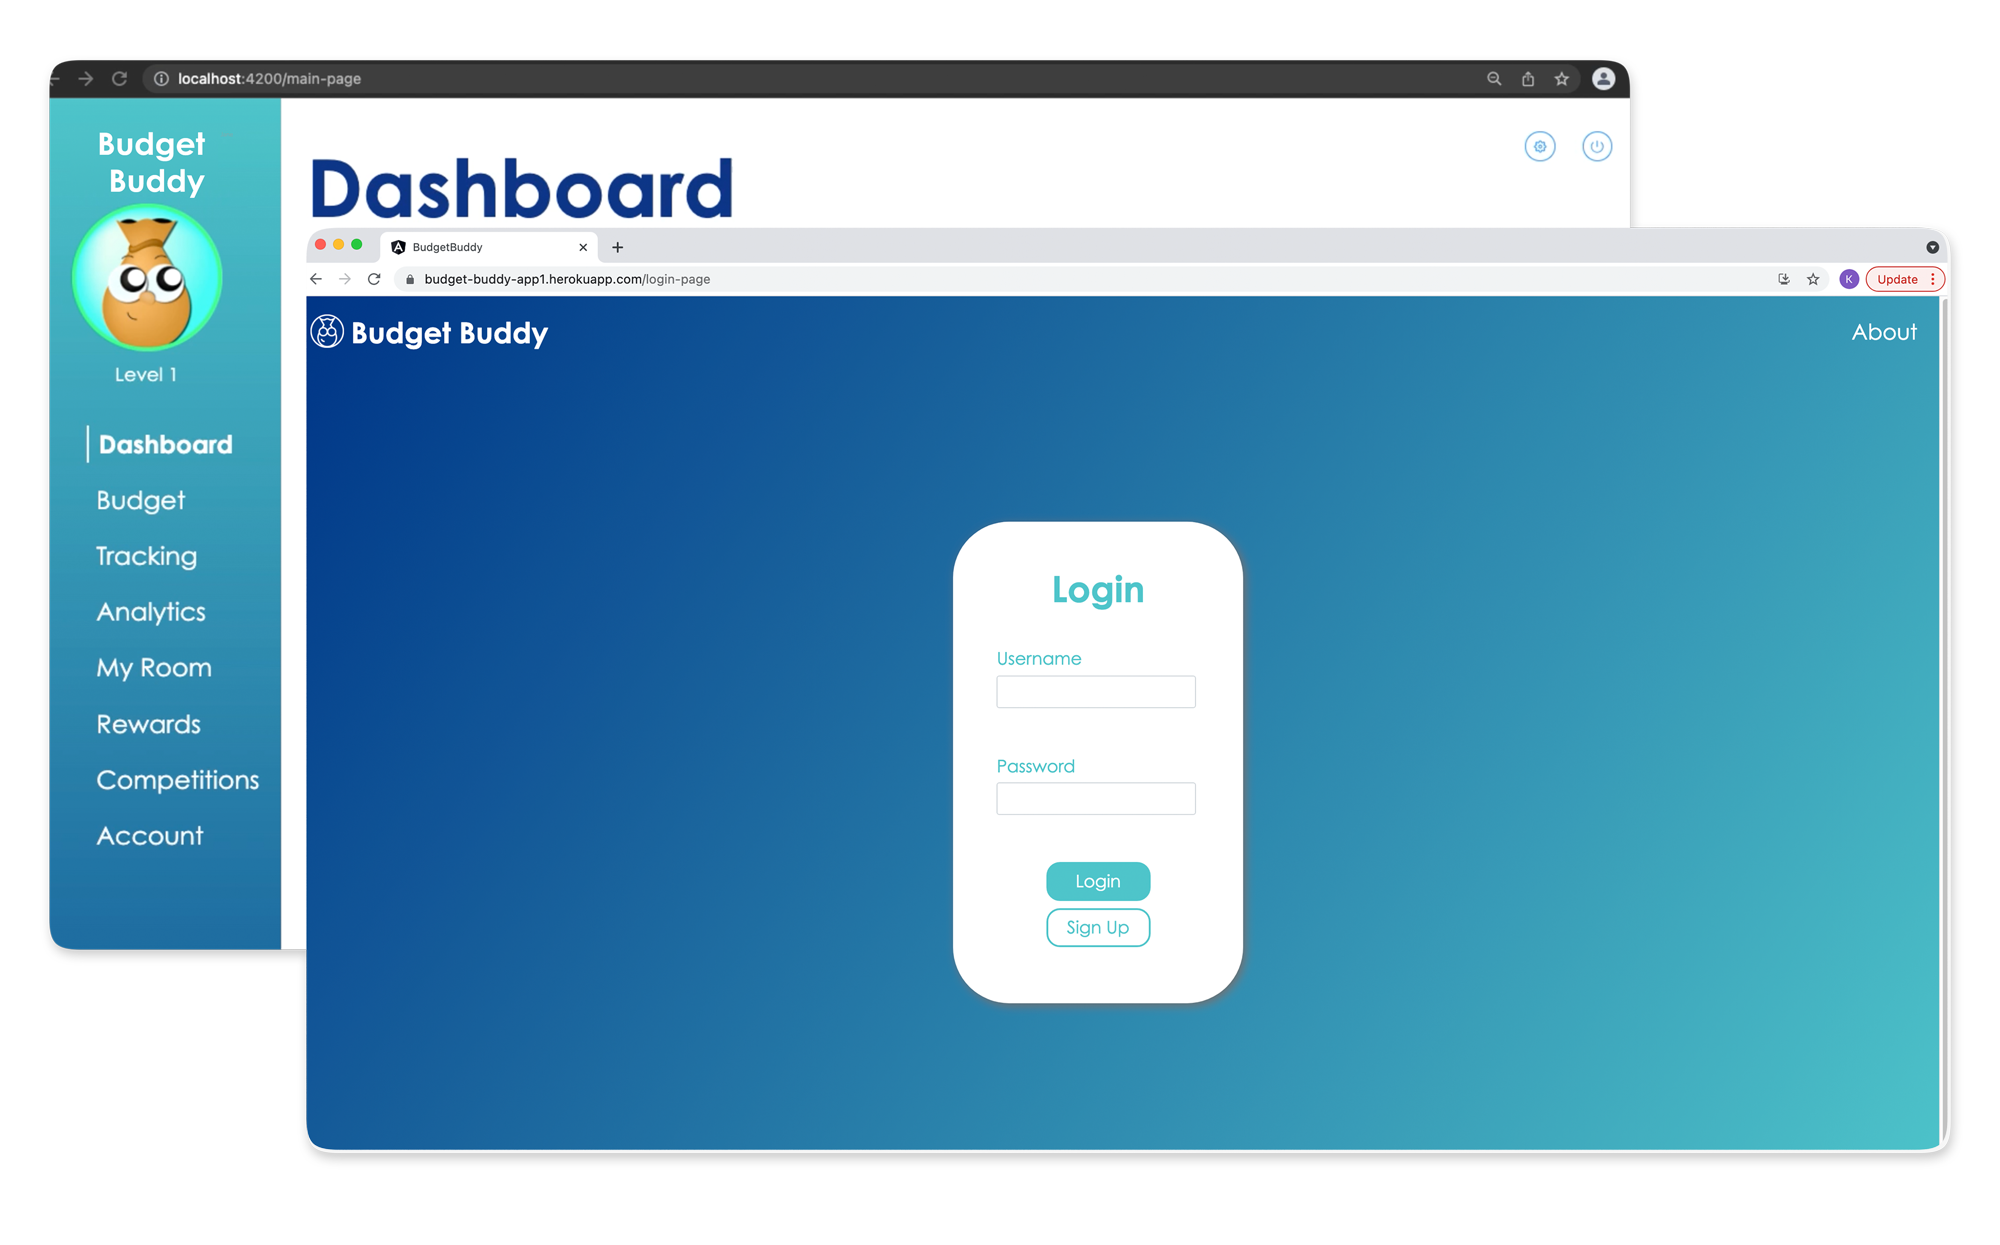 localhost:4200/main-page
Budget
Buddy
Level 1
Dashboard
Budget
Tracking
Analytics
My Room
Rewards
Competitions
Account
Dashboard
BudgetBuddy
budget-buddy-app1.herokuapp.com/login-page
K
Update
Budget Buddy
About
Login
Username
Password
Login
Sign Up